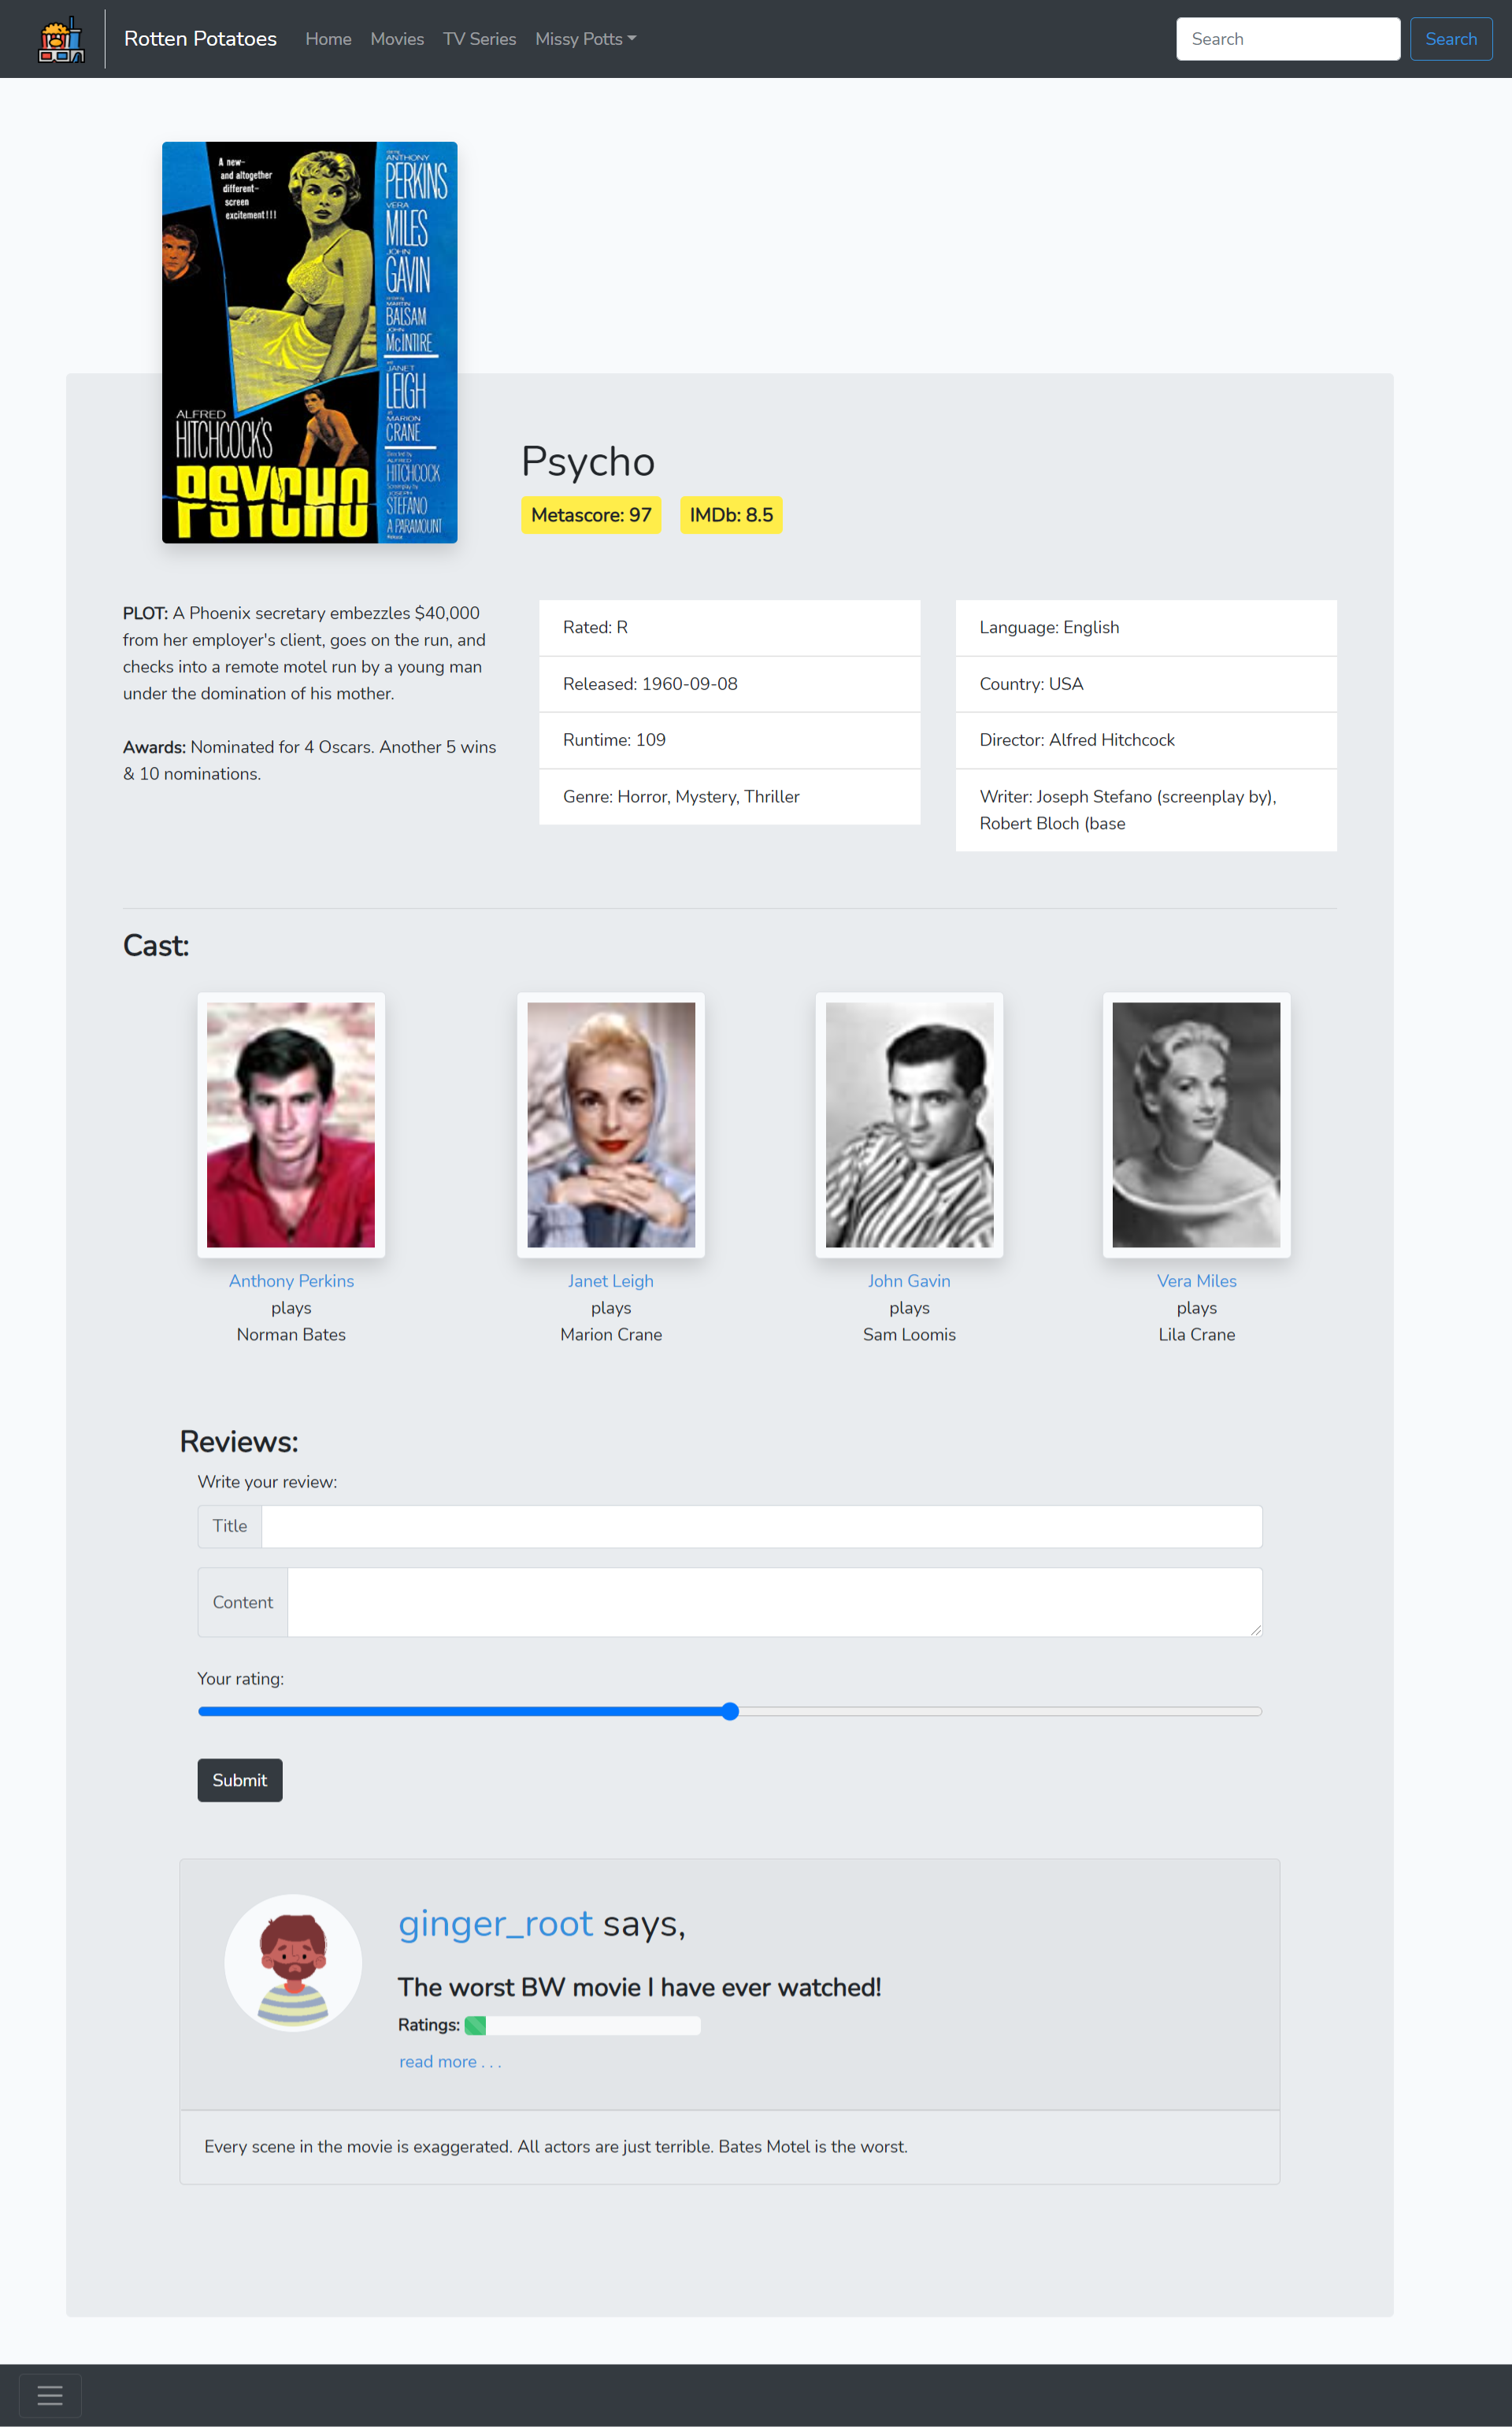 Rotten Potatoes
Home
Movies
TV Series
Missy Potts
Search
Search
A new-
and altogether
different-
screen
excitement!!!
ANTHONY
PERKINS
VERA
MILES
JOHN
GAVIN
MARTIN
BALSAM
JOHN
McINTIRE
JANET
LEIGH
MARION
CRANE
ALFRED
HITCHCOCK
JOSEPH
STEFANO
A PARAMOUNT
ALFRED
HITCHCOCK'S
PSYCHO
Psycho
Metascore: 97
IMDb: 8.5
PLOT: A Phoenix secretary embezzles $40,000
from her employer's client, goes on the run, and
checks into a remote motel run by a young man
under the domination of his mother.
Awards: Nominated for 4 Oscars. Another 5 wins
& 10 nominations.
Rated: R
Released: 1960-09-08
Runtime: 109
Genre: Horror, Mystery, Thriller
Language: English
Country: USA
Director: Alfred Hitchcock
Writer: Joseph Stefano (screenplay by),
Robert Bloch (base
Cast:
Anthony Perkins
plays
Norman Bates
Janet Leigh
plays
Marion Crane
John Gavin
plays
Sam Loomis
Vera Miles
plays
Lila Crane
Reviews:
Write your review:
Title
Content
Your rating:
Submit
ginger_root says,
The worst BW movie I have ever watched!
Ratings:
read more . . .
Every scene in the movie is exaggerated. All actors are just terrible. Bates Motel is the worst.